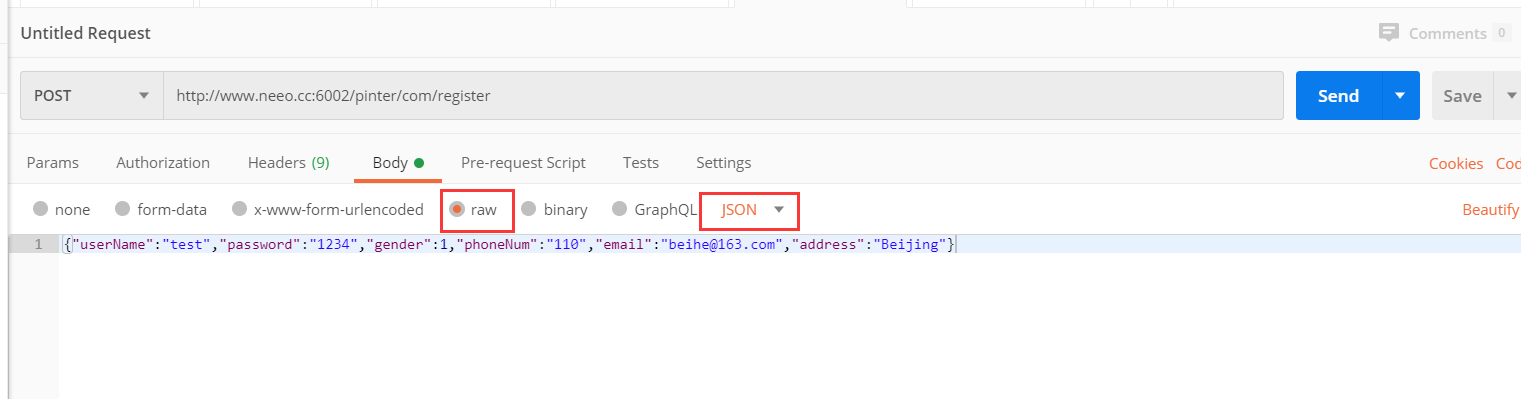 Untitled Request
Comments 0
POST http://www.neeo.cc:6002/pinter/com/register Send Save
Params Authorization Headers (9) Body Pre-request Script Tests Settings Cookies Cod
none form-data x-www-form-urlencoded raw binary GraphQL JSON Beautify
1 {"userName":"test","password":"1234","gender":1,"phoneNum":"110","email":"beihe@163.com","address":"Beijing"}